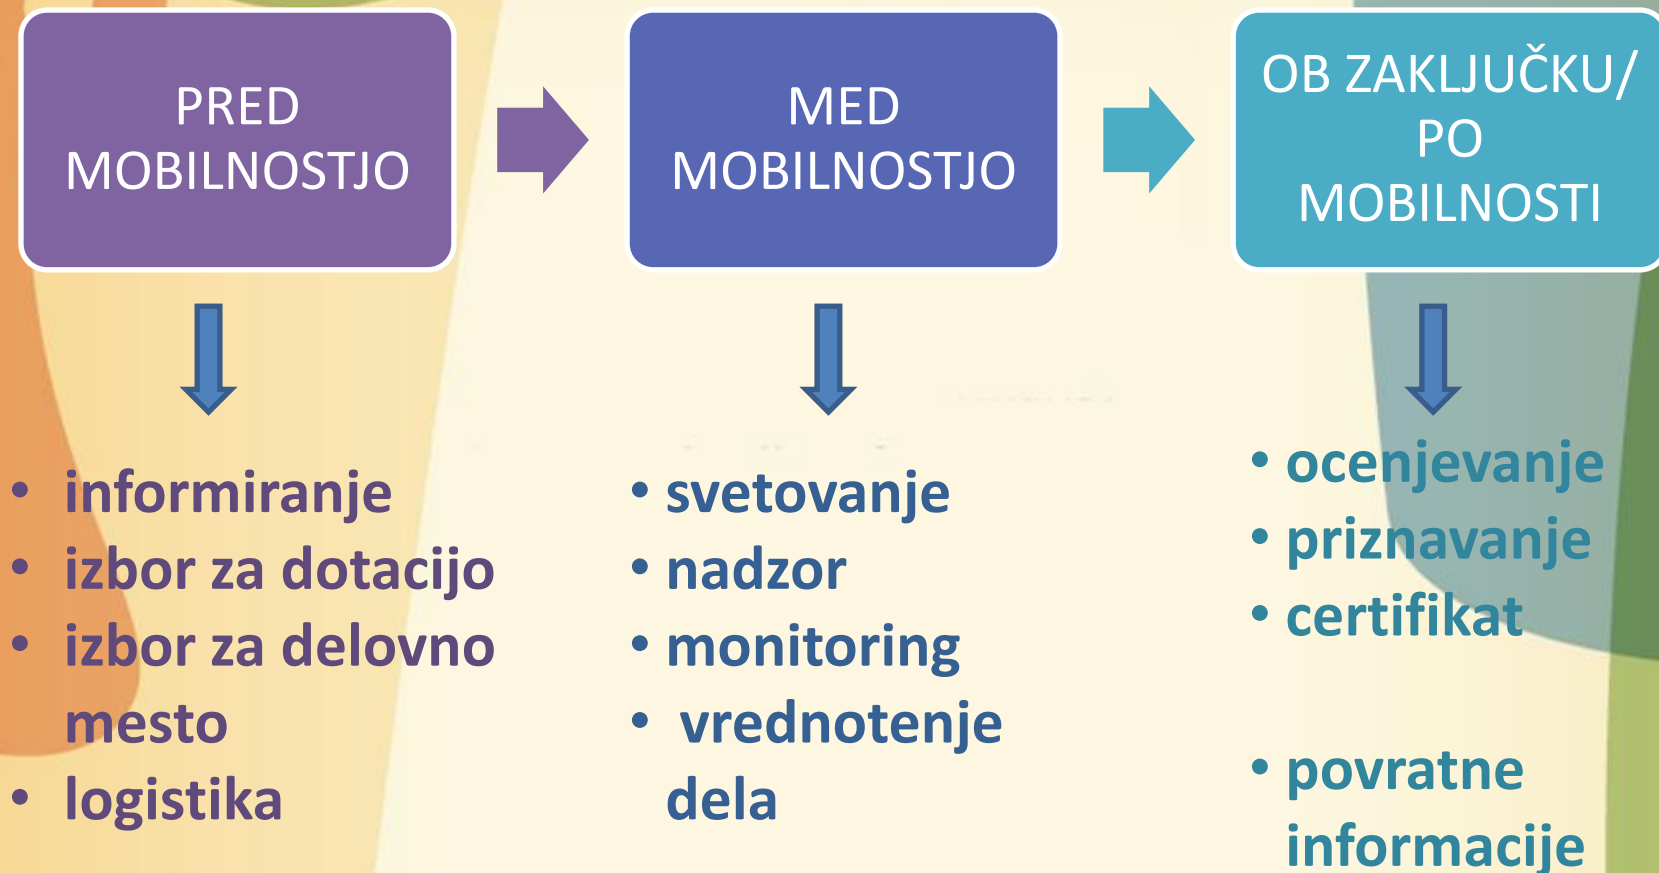 PRED
MOBILNOSTJO
MED
MOBILNOSTJO
OB ZAKLJUČKU/
PO
MOBILNOSTI
• informiranje
• izbor za dotacijo
• izbor za delovno
mesto
• logistika
• svetovanje
• nadzor
• monitoring
• vrednotenje
dela
• ocenjevanje
• priznavanje
• certifikat
• povratne
informacije